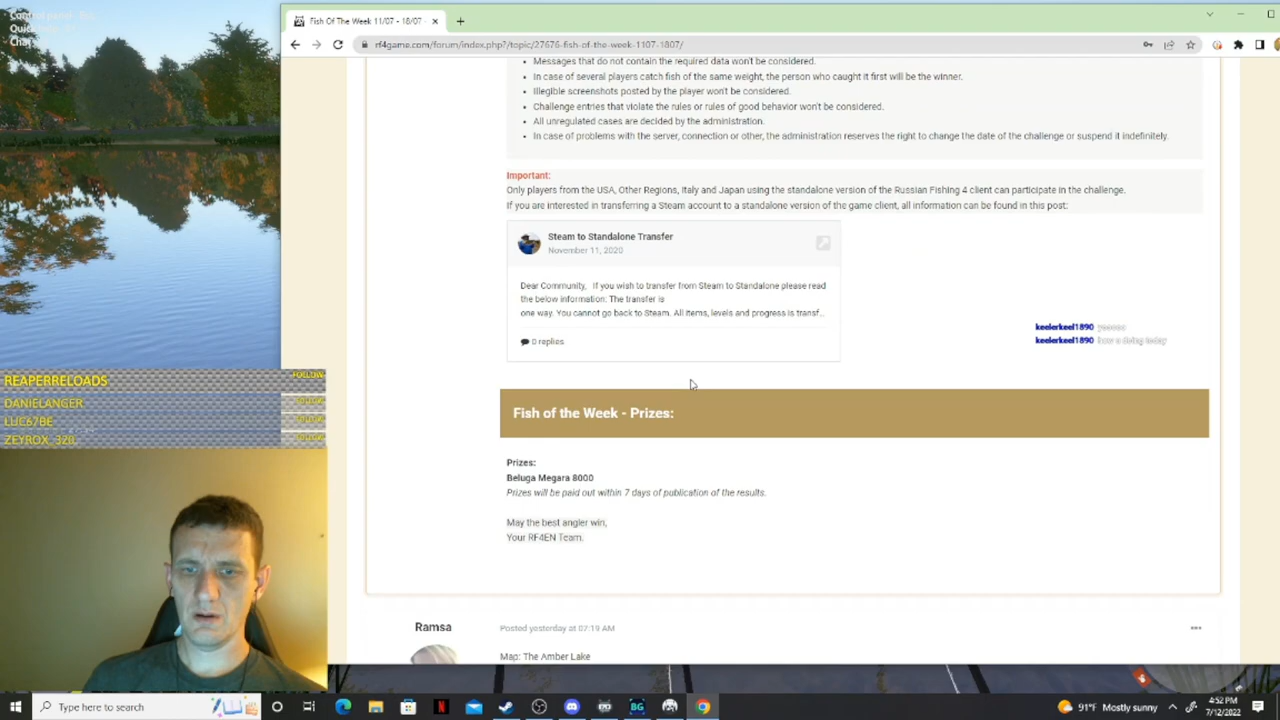 Fish Of The Week 11/07 - 18/07
rf4game.com/forum/index.php?/topic/27676-fish-of-the-week-1107-1807/
Messages that do not contain the required data won't be considered.
In case of several players catch fish of the same weight, the person who caught it first will be the winner.
Illegible screenshots posted by the player won't be considered.
Challenge entries that violate the rules or rules of good behavior won't be considered.
All unregulated cases are decided by the administration.
In case of problems with the server, connection or other, the administration reserves the right to change the date of the challenge or suspend it indefinitely.
Important:
Only players from the USA, Other Regions, Italy and Japan using the standalone version of the Russian Fishing 4 client can participate in the challenge.
If you are interested in transferring a Steam account to a standalone version of the game client, all information can be found in this post:
Steam to Standalone Transfer
November 11, 2020
Dear Community, If you wish to transfer from Steam to Standalone please read
the below information: The transfer is
one way. You cannot go back to Steam. All items, levels and progress is transf...
0 replies
keelerkeel1890 yooooo
keelerkeel1890 how u doing today
REAPERRELOADS FOLLOW
DANIELANGER FOLLOW
LUC67BE FOLLOW
ZEYROX_320 FOLLOW
Fish of the Week - Prizes:
Prizes:
Beluga Megara 8000
Prizes will be paid out within 7 days of publication of the results.
May the best angler win,
Your RF4EN Team.
Ramsa
Posted yesterday at 07:19 AM
Map: The Amber Lake
Type here to search
91°F Mostly sunny
4:52 PM
7/12/2022